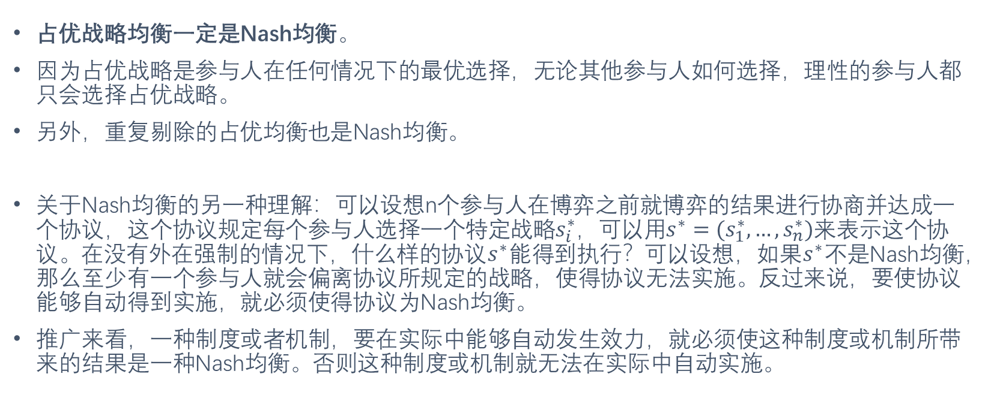 • 占优战略均衡一定是Nash均衡。
• 因为占优战略是参与人在任何情况下的最优选择，无论其他参与人如何选择，理性的参与人都
只会选择占优战略。
• 另外，重复剔除的占优均衡也是Nash均衡。
• 关于Nash均衡的另一种理解：可以设想n个参与人在博弈之前就博弈的结果进行协商并达成一
个协议，这个协议规定每个参与人选择一个特定战略$s_i^*$，可以用$s^* = (s_1^*, ..., s_n^*)$来表示这个协
议。在没有外在强制的情况下，什么样的协议$s^*$能得到执行？可以设想，如果$s^*$不是Nash均衡，
那么至少有一个参与人就会偏离协议所规定的战略，使得协议无法实施。反过来说，要使协议
能够自动得到实施，就必须使得协议为Nash均衡。
• 推广来看，一种制度或者机制，要在实际中能够自动发生效力，就必须使这种制度或机制所带
来的结果是一种Nash均衡。否则这种制度或机制就无法在实际中自动实施。